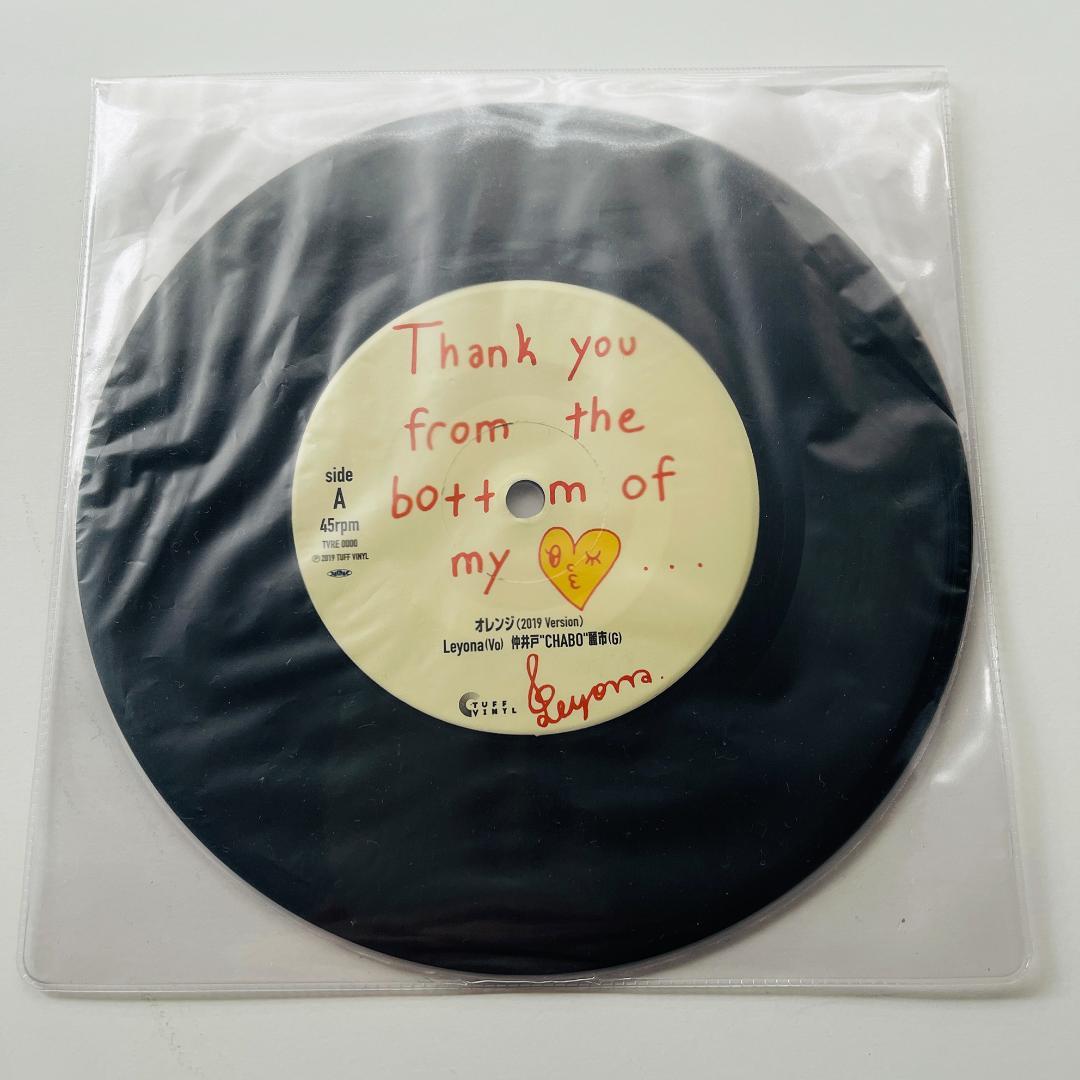 Thank you
from the
bottom of
my ...
side
A
45rpm
TVRE 0000
Ⓟ2019 TUFF VINYL
オレンジ(2019 Version)
Leyona(Vo) 仲井戸"CHABO"麗市(G)
TUFF
VINYL
Leyona.